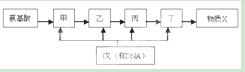 氨基酸 甲 乙 丙 丁 物质X
戊（有DNA）